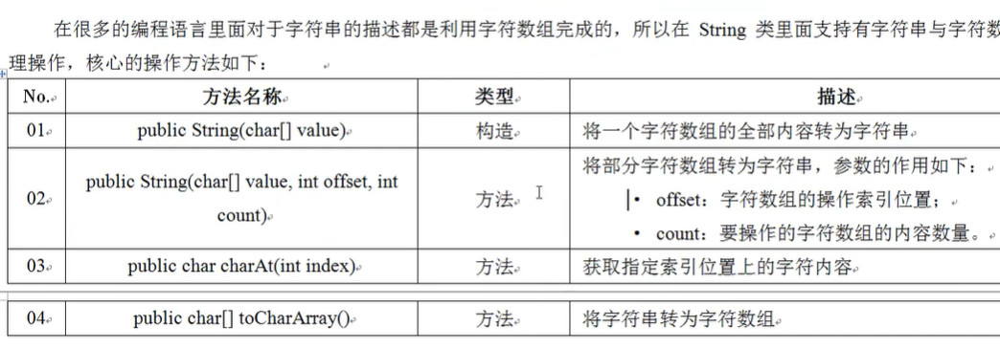 在很多的编程语言里面对于字符串的描述都是利用字符数组完成的，所以在 String 类里面支持有字符串与字符数
理操作，核心的操作方法如下：
No. 方法名称 类型 描述
01 public String(char[] value) 构造 将一个字符数组的全部内容转为字符串
02 public String(char[] value, int offset, int count) 方法 将部分字符数组转为字符串，参数的作用如下：
• offset：字符数组的操作索引位置；
• count：要操作的字符数组的内容数量。
03 public char charAt(int index) 方法 获取指定索引位置上的字符内容
04 public char[] toCharArray() 方法 将字符串转为字符数组